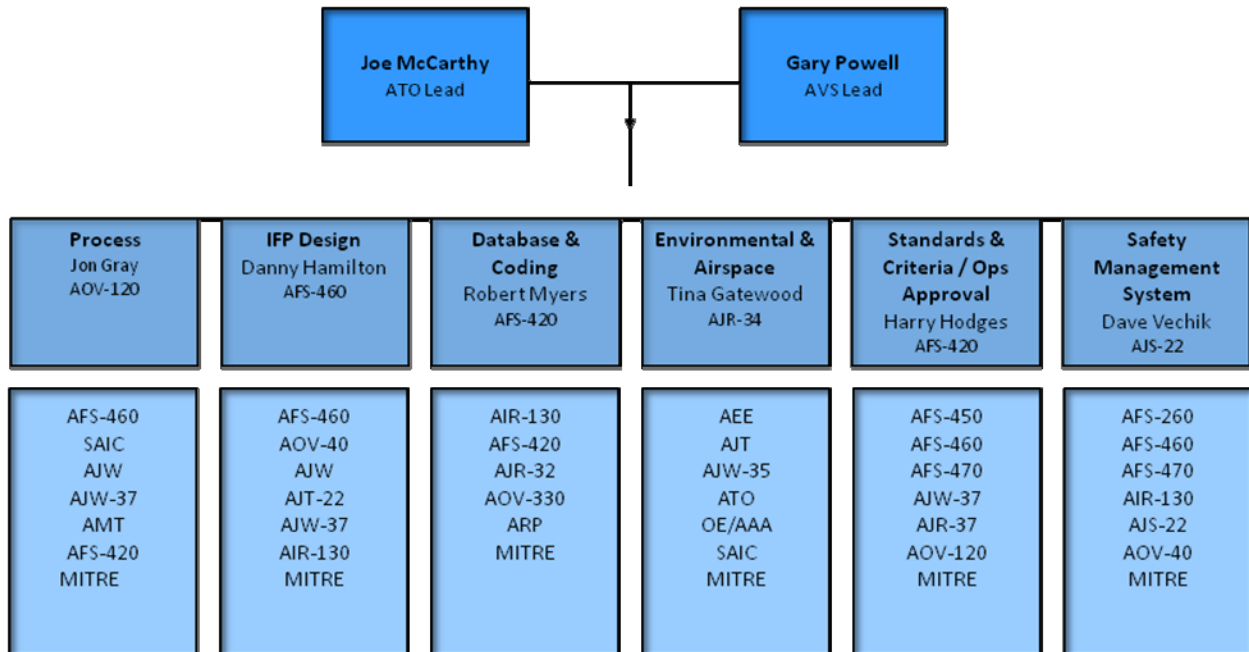 Joe McCarthy
ATO Lead
Gary Powell
AVS Lead
Process
Jon Gray
AOV-120
IFP Design
Danny Hamilton
AFS-460
Database &
Coding
Robert Myers
AFS-420
Environmental &
Airspace
Tina Gatewood
AJR-34
Standards &
Criteria / Ops
Approval
Harry Hodges
AFS-420
Safety
Management
System
Dave Vechik
AJS-22
AFS-460
SAIC
AJW
AJW-37
AMT
AFS-420
MITRE
AFS-460
AOV-40
AJW
AJT-22
AJW-37
AIR-130
MITRE
AIR-130
AFS-420
AJR-32
AOV-330
ARP
MITRE
AEE
AJT
AJW-35
ATO
OE/AAA
SAIC
MITRE
AFS-450
AFS-460
AFS-470
AJW-37
AJR-37
AOV-120
MITRE
AFS-260
AFS-460
AFS-470
AIR-130
AJS-22
AOV-40
MITRE